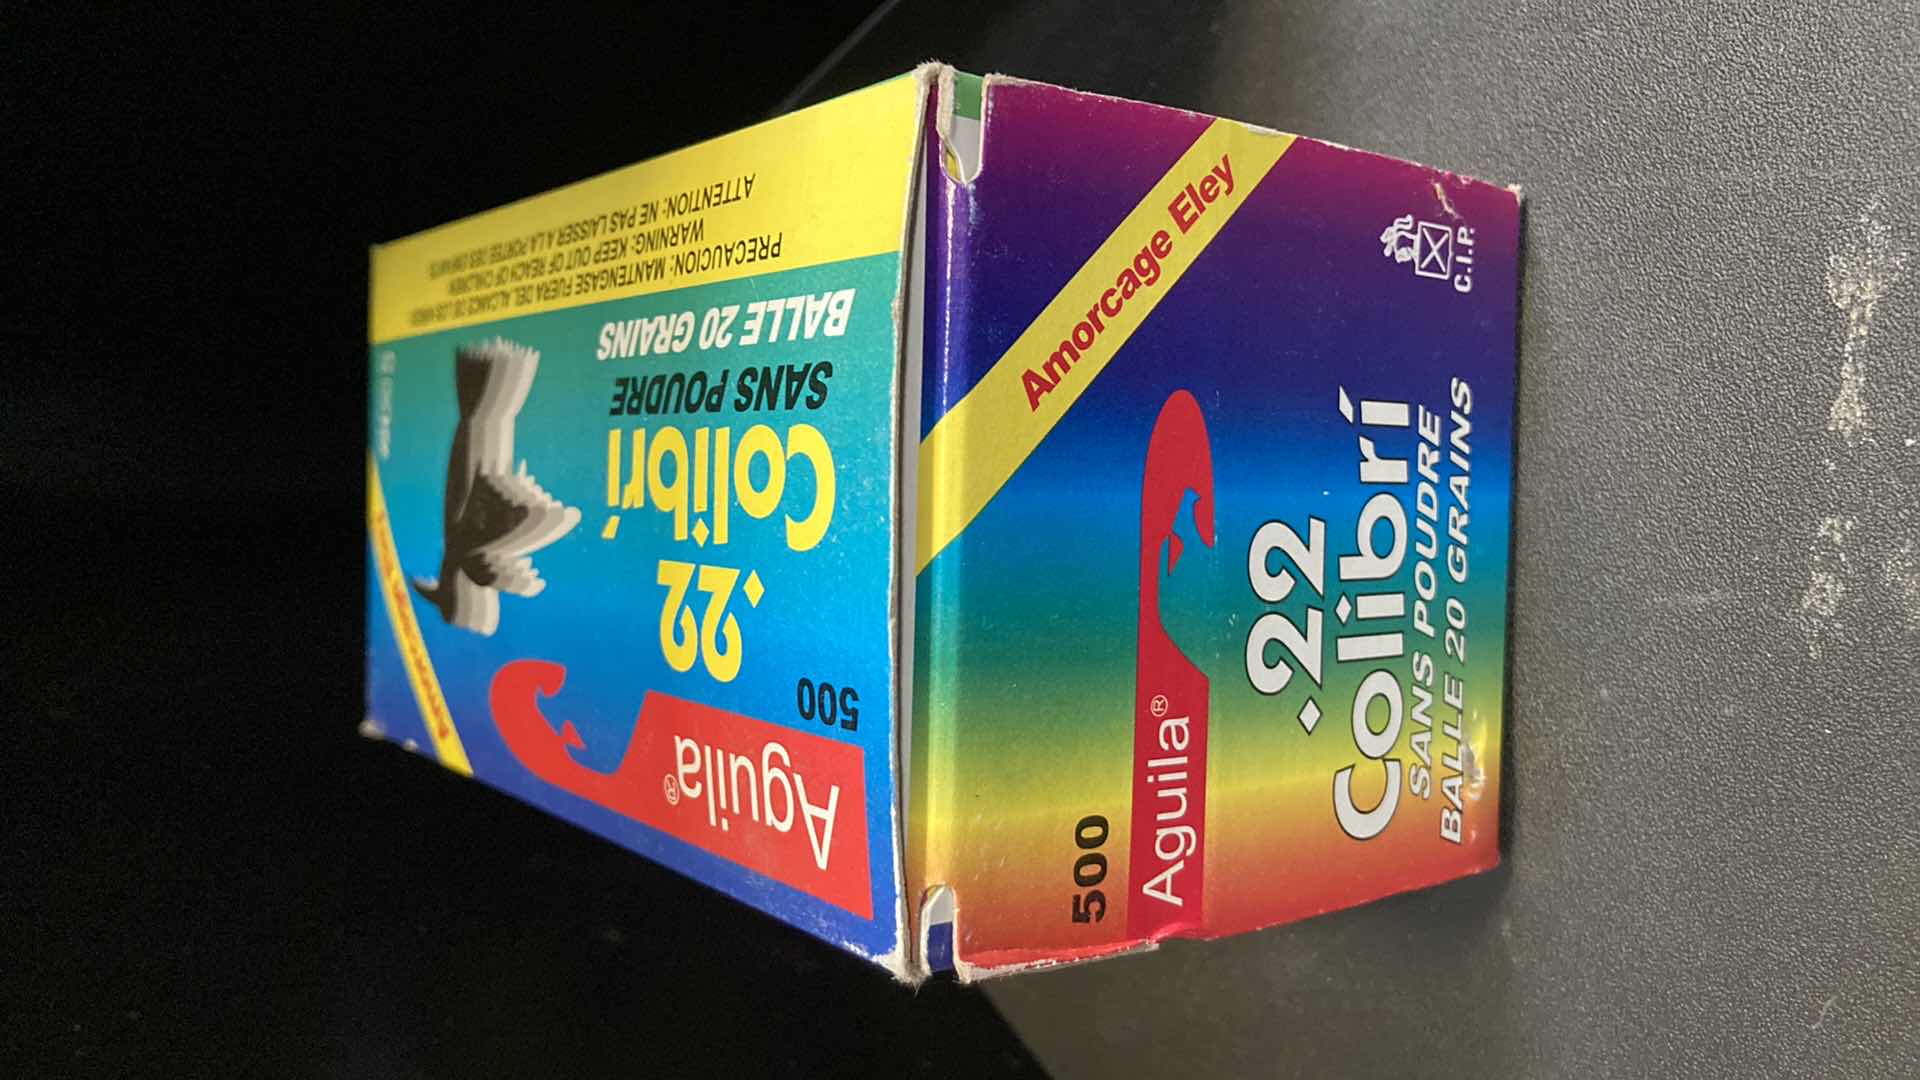 500
Aguila®
.22
Colibrí
SANS POUDRE
BALLE 20 GRAINS
Amorcage Eley
C.I.P.
Aguila®
500
.22
Colibrí
SANS POUDRE
BALLE 20 GRAINS
PRECAUCION: MANTENGASE FUERA DEL ALCANCE DE LOS NIÑOS
WARNING: KEEP OUT OF REACH OF CHILDREN
ATTENTION: NE PAS LAISSER A LA PORTEE DES ENFANTS